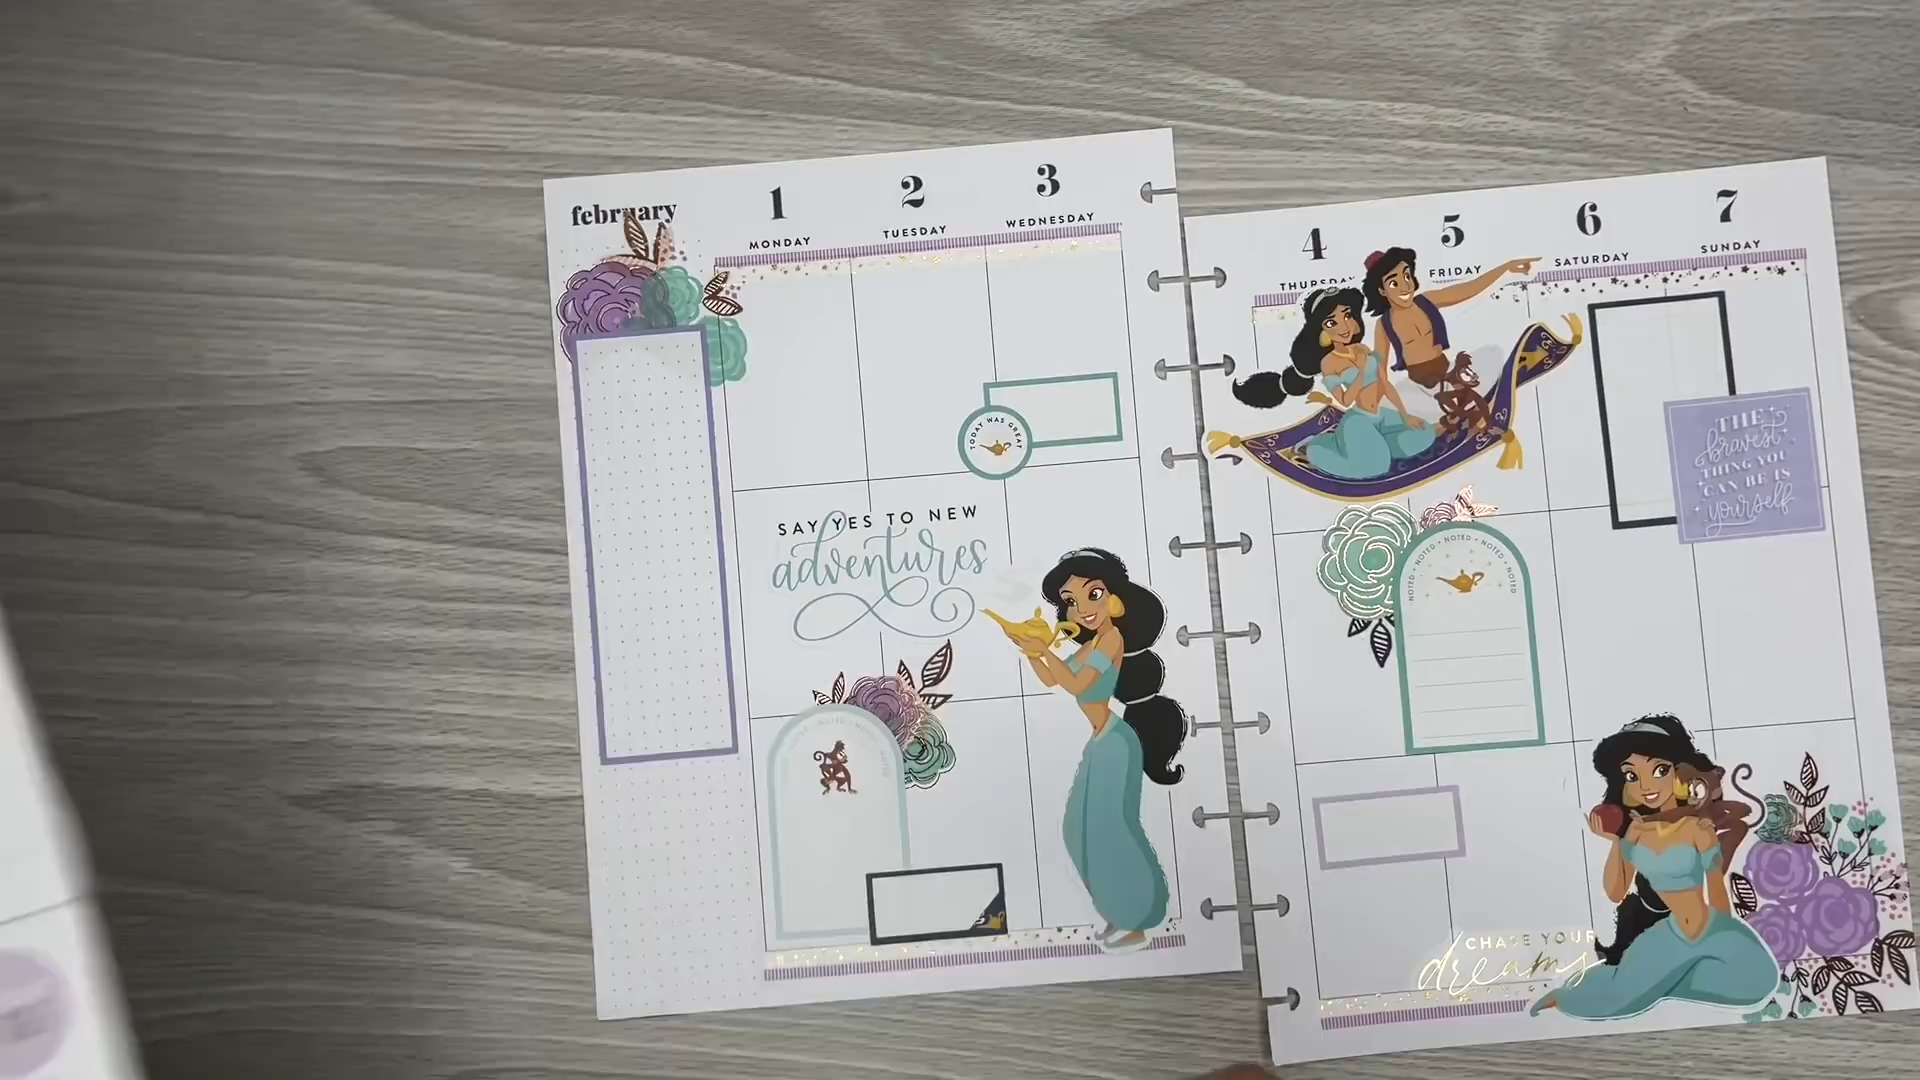 february
1
MONDAY
2
TUESDAY
3
WEDNESDAY
TODAY WAS GREAT
SAY YES TO NEW
adventures
4
THURSDAY
5
FRIDAY
6
SATURDAY
7
SUNDAY
THE
bravest
THING YOU
CAN BE IS
yourself
NOTED • NOTED • NOTED • NOTED • NOTED
CHASE YOUR
dreams